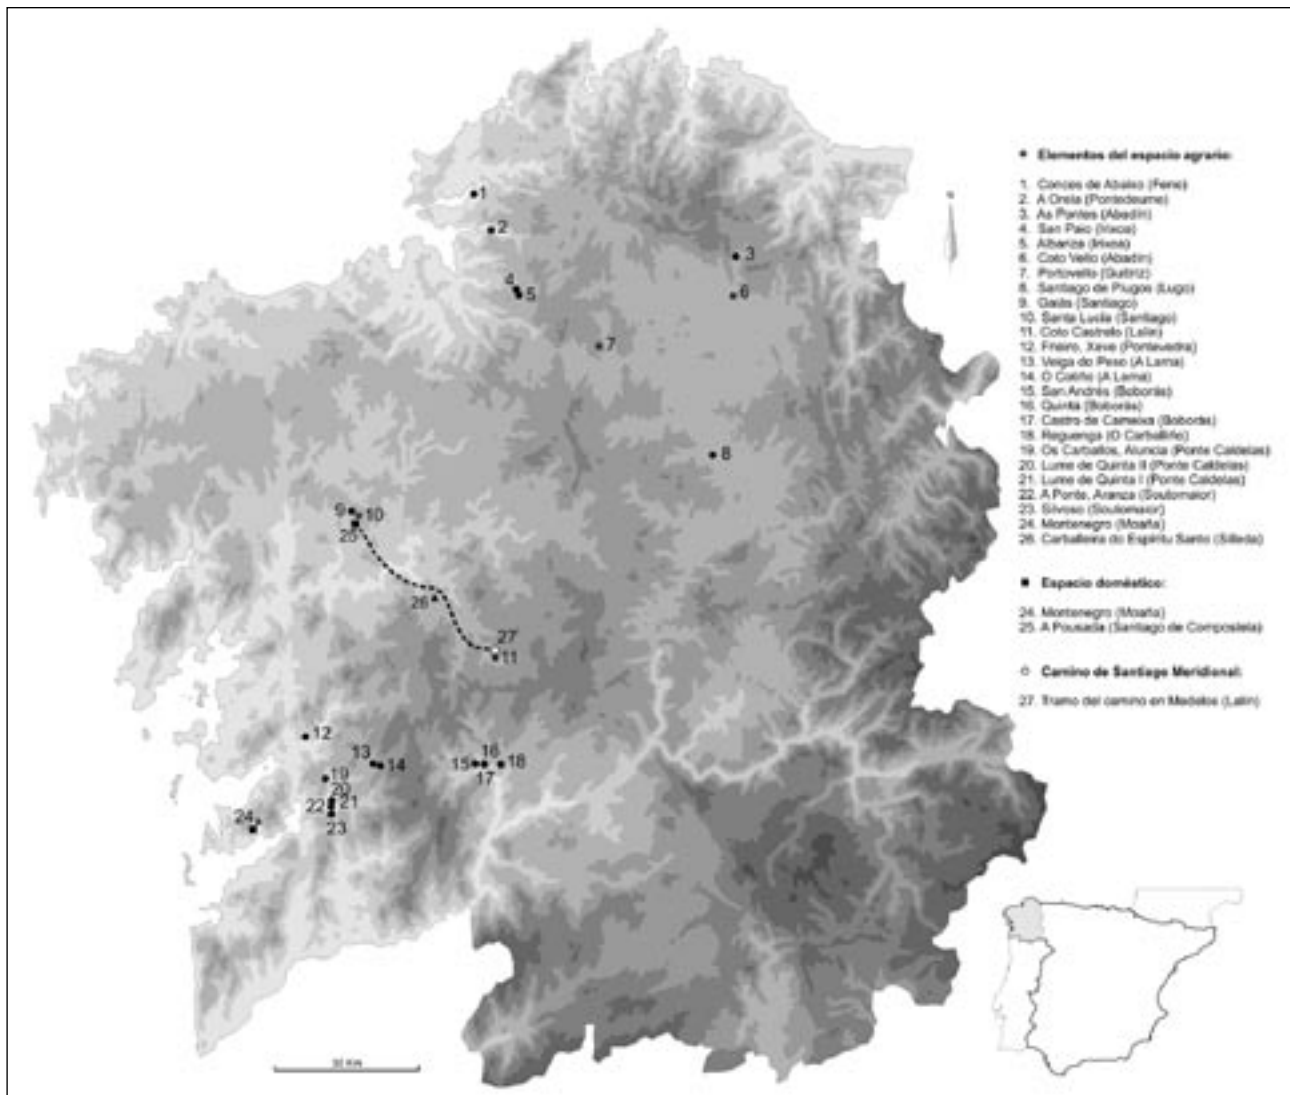 Elementos del espacio agrario:
1. Conces de Abaixo (Fene)
2. A Orela (Pontedeume)
3. As Pontes (Abadín)
4. San Paio (Irixoa)
5. Albariza (Irixoa)
6. Coto Vello (Abadín)
7. Portovello (Guitiriz)
8. Santiago de Piugos (Lugo)
9. Gaiás (Santiago)
10. Santa Lucía (Santiago)
11. Coto Castrelo (Lalín)
12. Frieiro, Xeve (Pontevedra)
13. Veiga do Peso (A Lama)
14. O Cotiño (A Lama)
15. San Andrés (Boborás)
16. Quintá (Boborás)
17. Castro de Cameixa (Boborás)
18. Reguenga (O Carballiño)
19. Os Carballos, (Ponte Caldelas)
20. Lume de Quinta II (Ponte Caldelas)
21. Lume de Quinta I (Ponte Caldelas)
22. A Ponte, Aranza (Soutomaior)
23. Silvoso (Soutomaior)
24. Montenegro (Moaña)
26. Carballeira do Espíritu Santo (Silleda)
Espacio doméstico:
24. Montenegro (Moaña)
25. A Pousada (Santiago de Compostela)
Camino de Santiago Meridional:
27. Tramo del camino en Medelos (Lalín)
N
1
2
3
4
5
6
7
8
9
10
25
26
27
11
12
13
14
15
16
17
18
19
20
21
22
23
24
50 Km